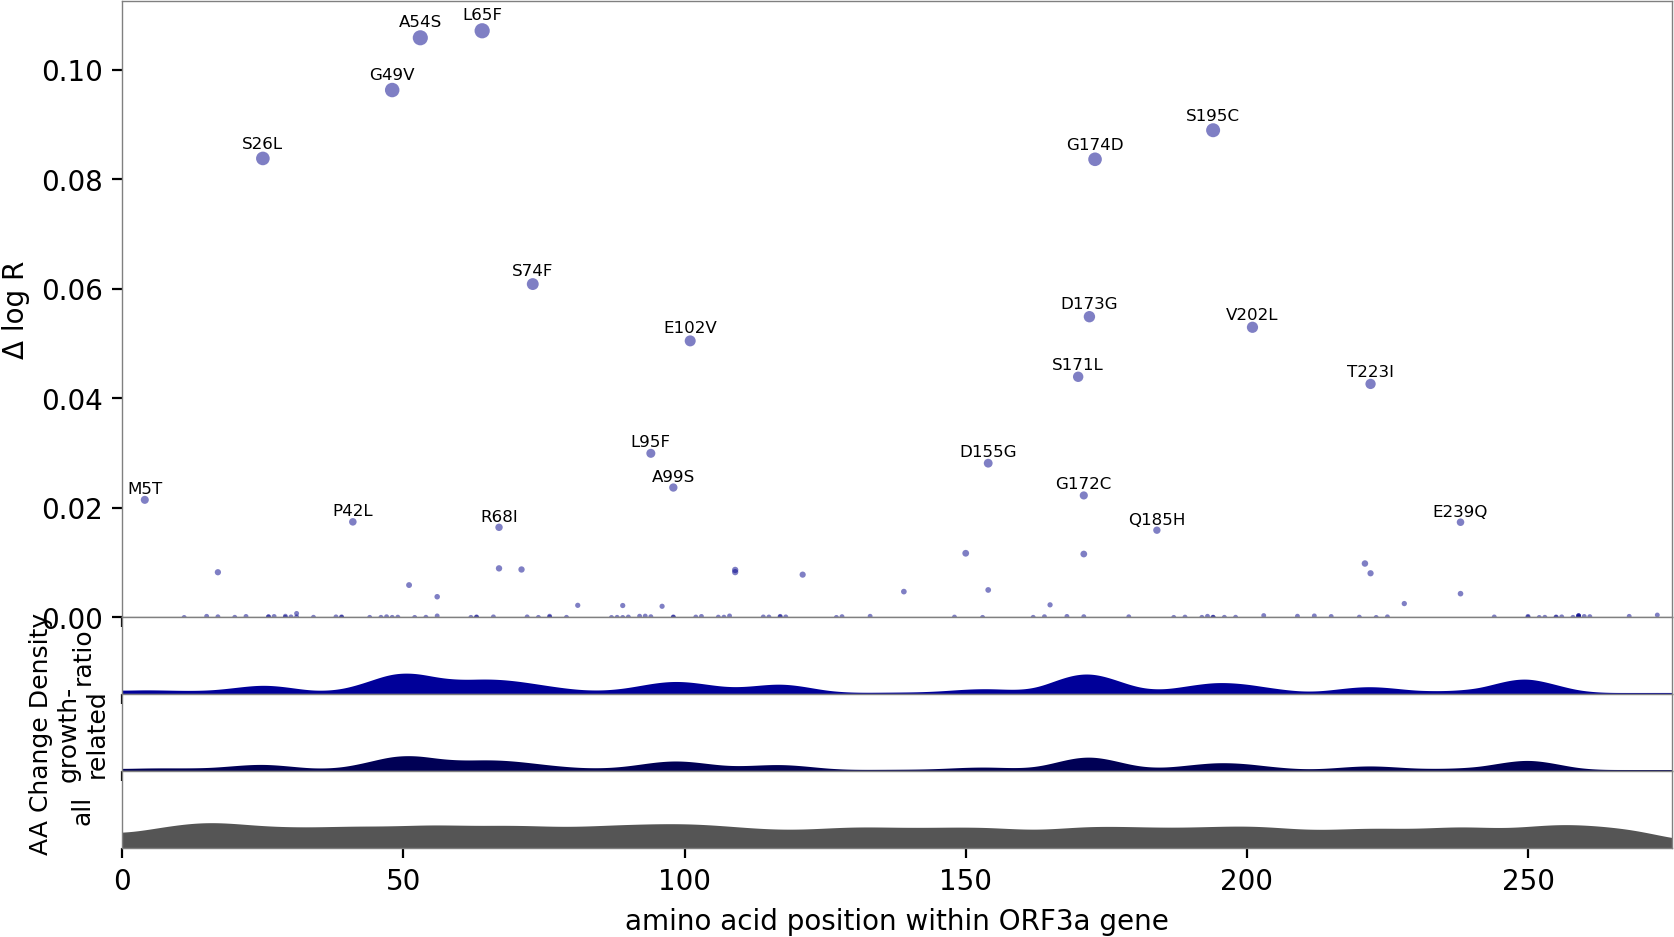 L65F
A54S
0.10
G49V
S195C
S26L
G174D
0.08
S74F
0.06
D173G
V202L
E102V
Δ log R
S171L
T223I
0.04
L95F
D155G
A99S
G172C
M5T
0.02
P42L
R68I
Q185H
E239Q
0.00
AA Change Density
ratio
growth-
related
all
0
50
100
150
200
250
amino acid position within ORF3a gene